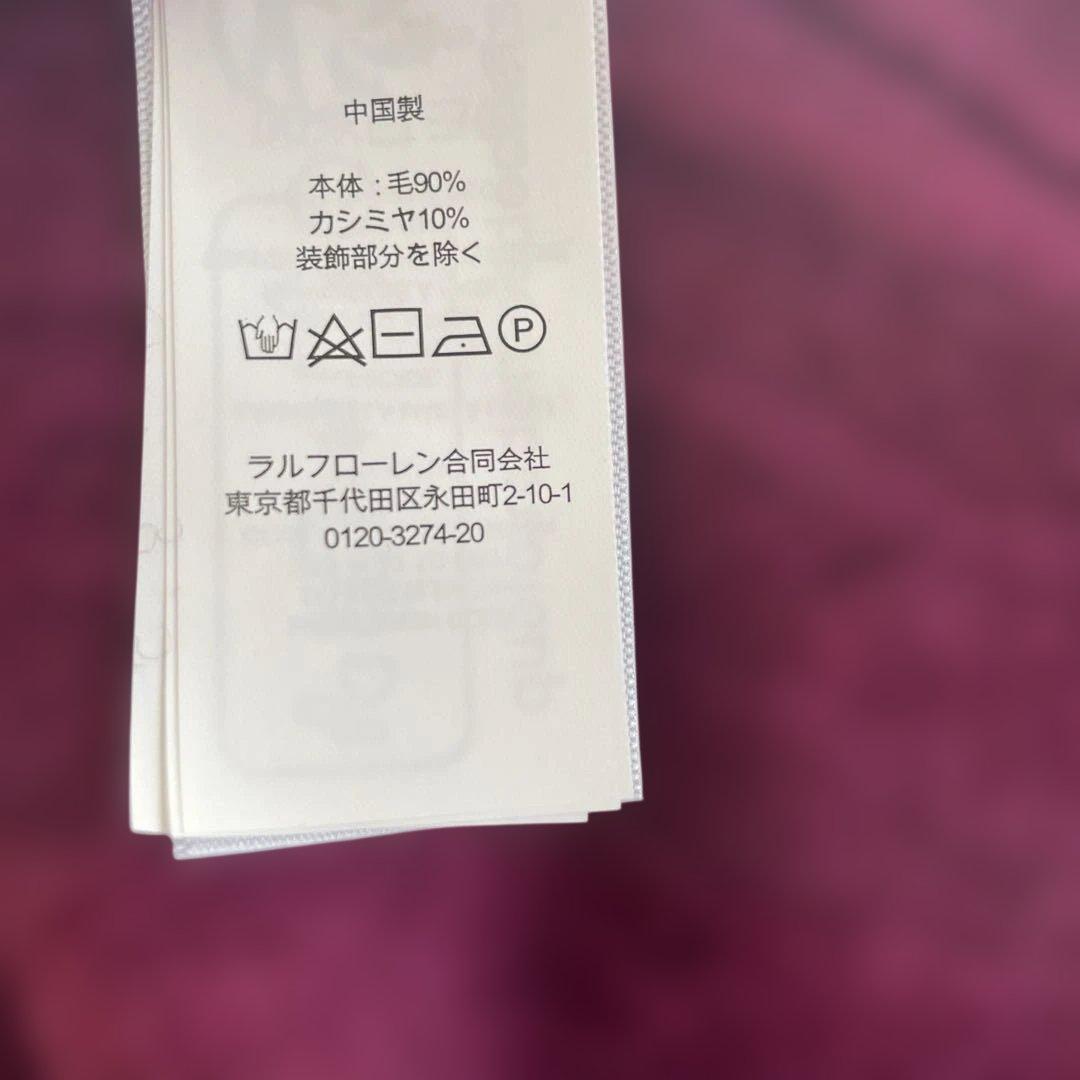 中国製
本体 : 毛90%
カシミヤ10%
装飾部分を除く
P
ラルフローレン合同会社
東京都千代田区永田町2-10-1
0120-3274-20